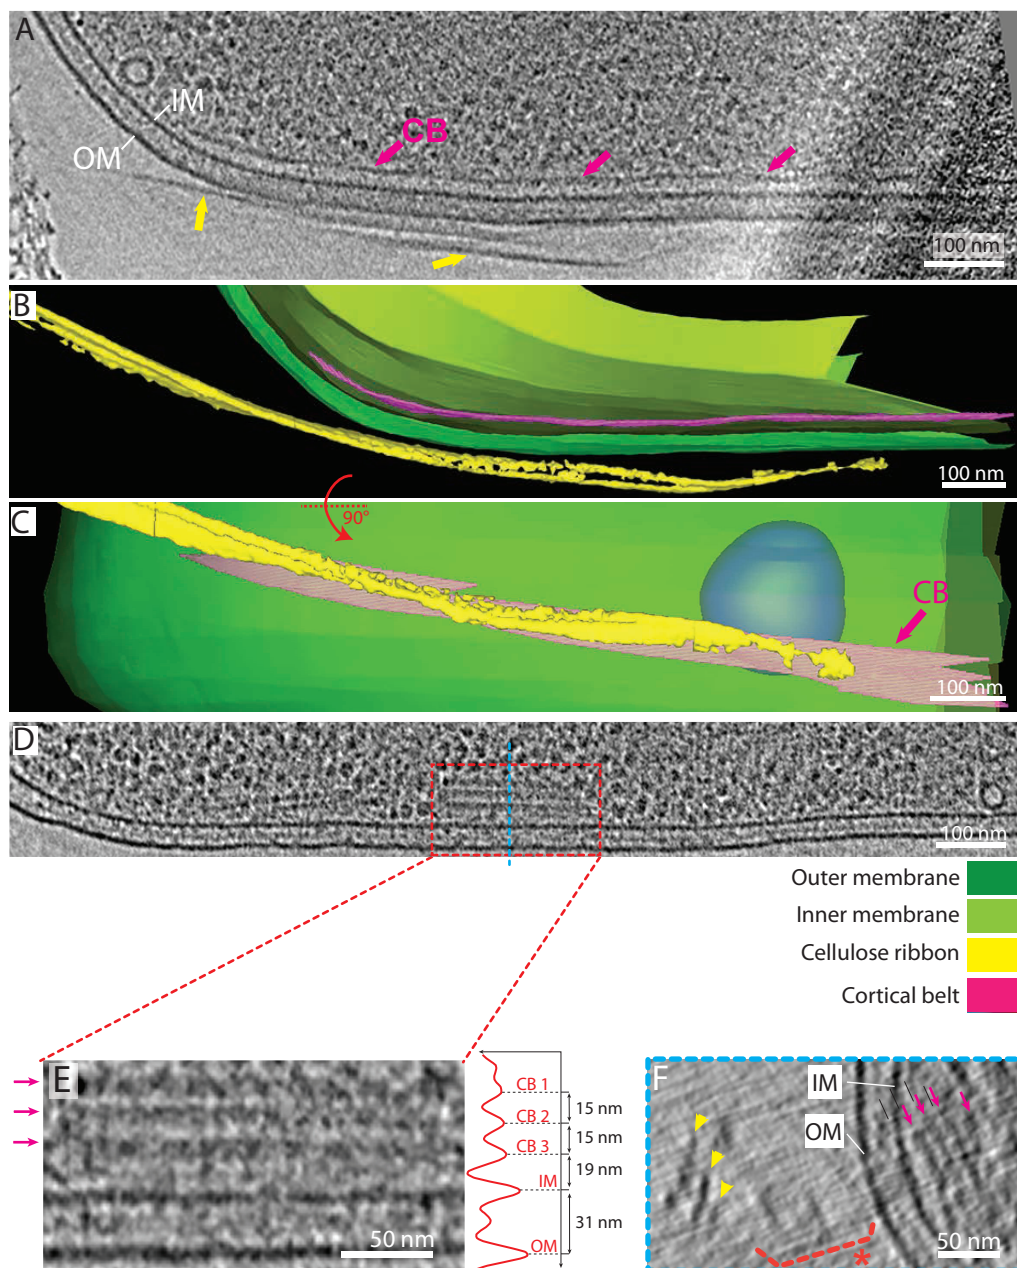 A
IM
CB
OM
100 nm
B
100 nm
90°
C
CB
100 nm
D
100 nm
Outer membrane
Inner membrane
Cellulose ribbon
Cortical belt
E
CB 1
15 nm
CB 2
15 nm
CB 3
19 nm
IM
31 nm
OM
50 nm
F
IM
OM
*
50 nm